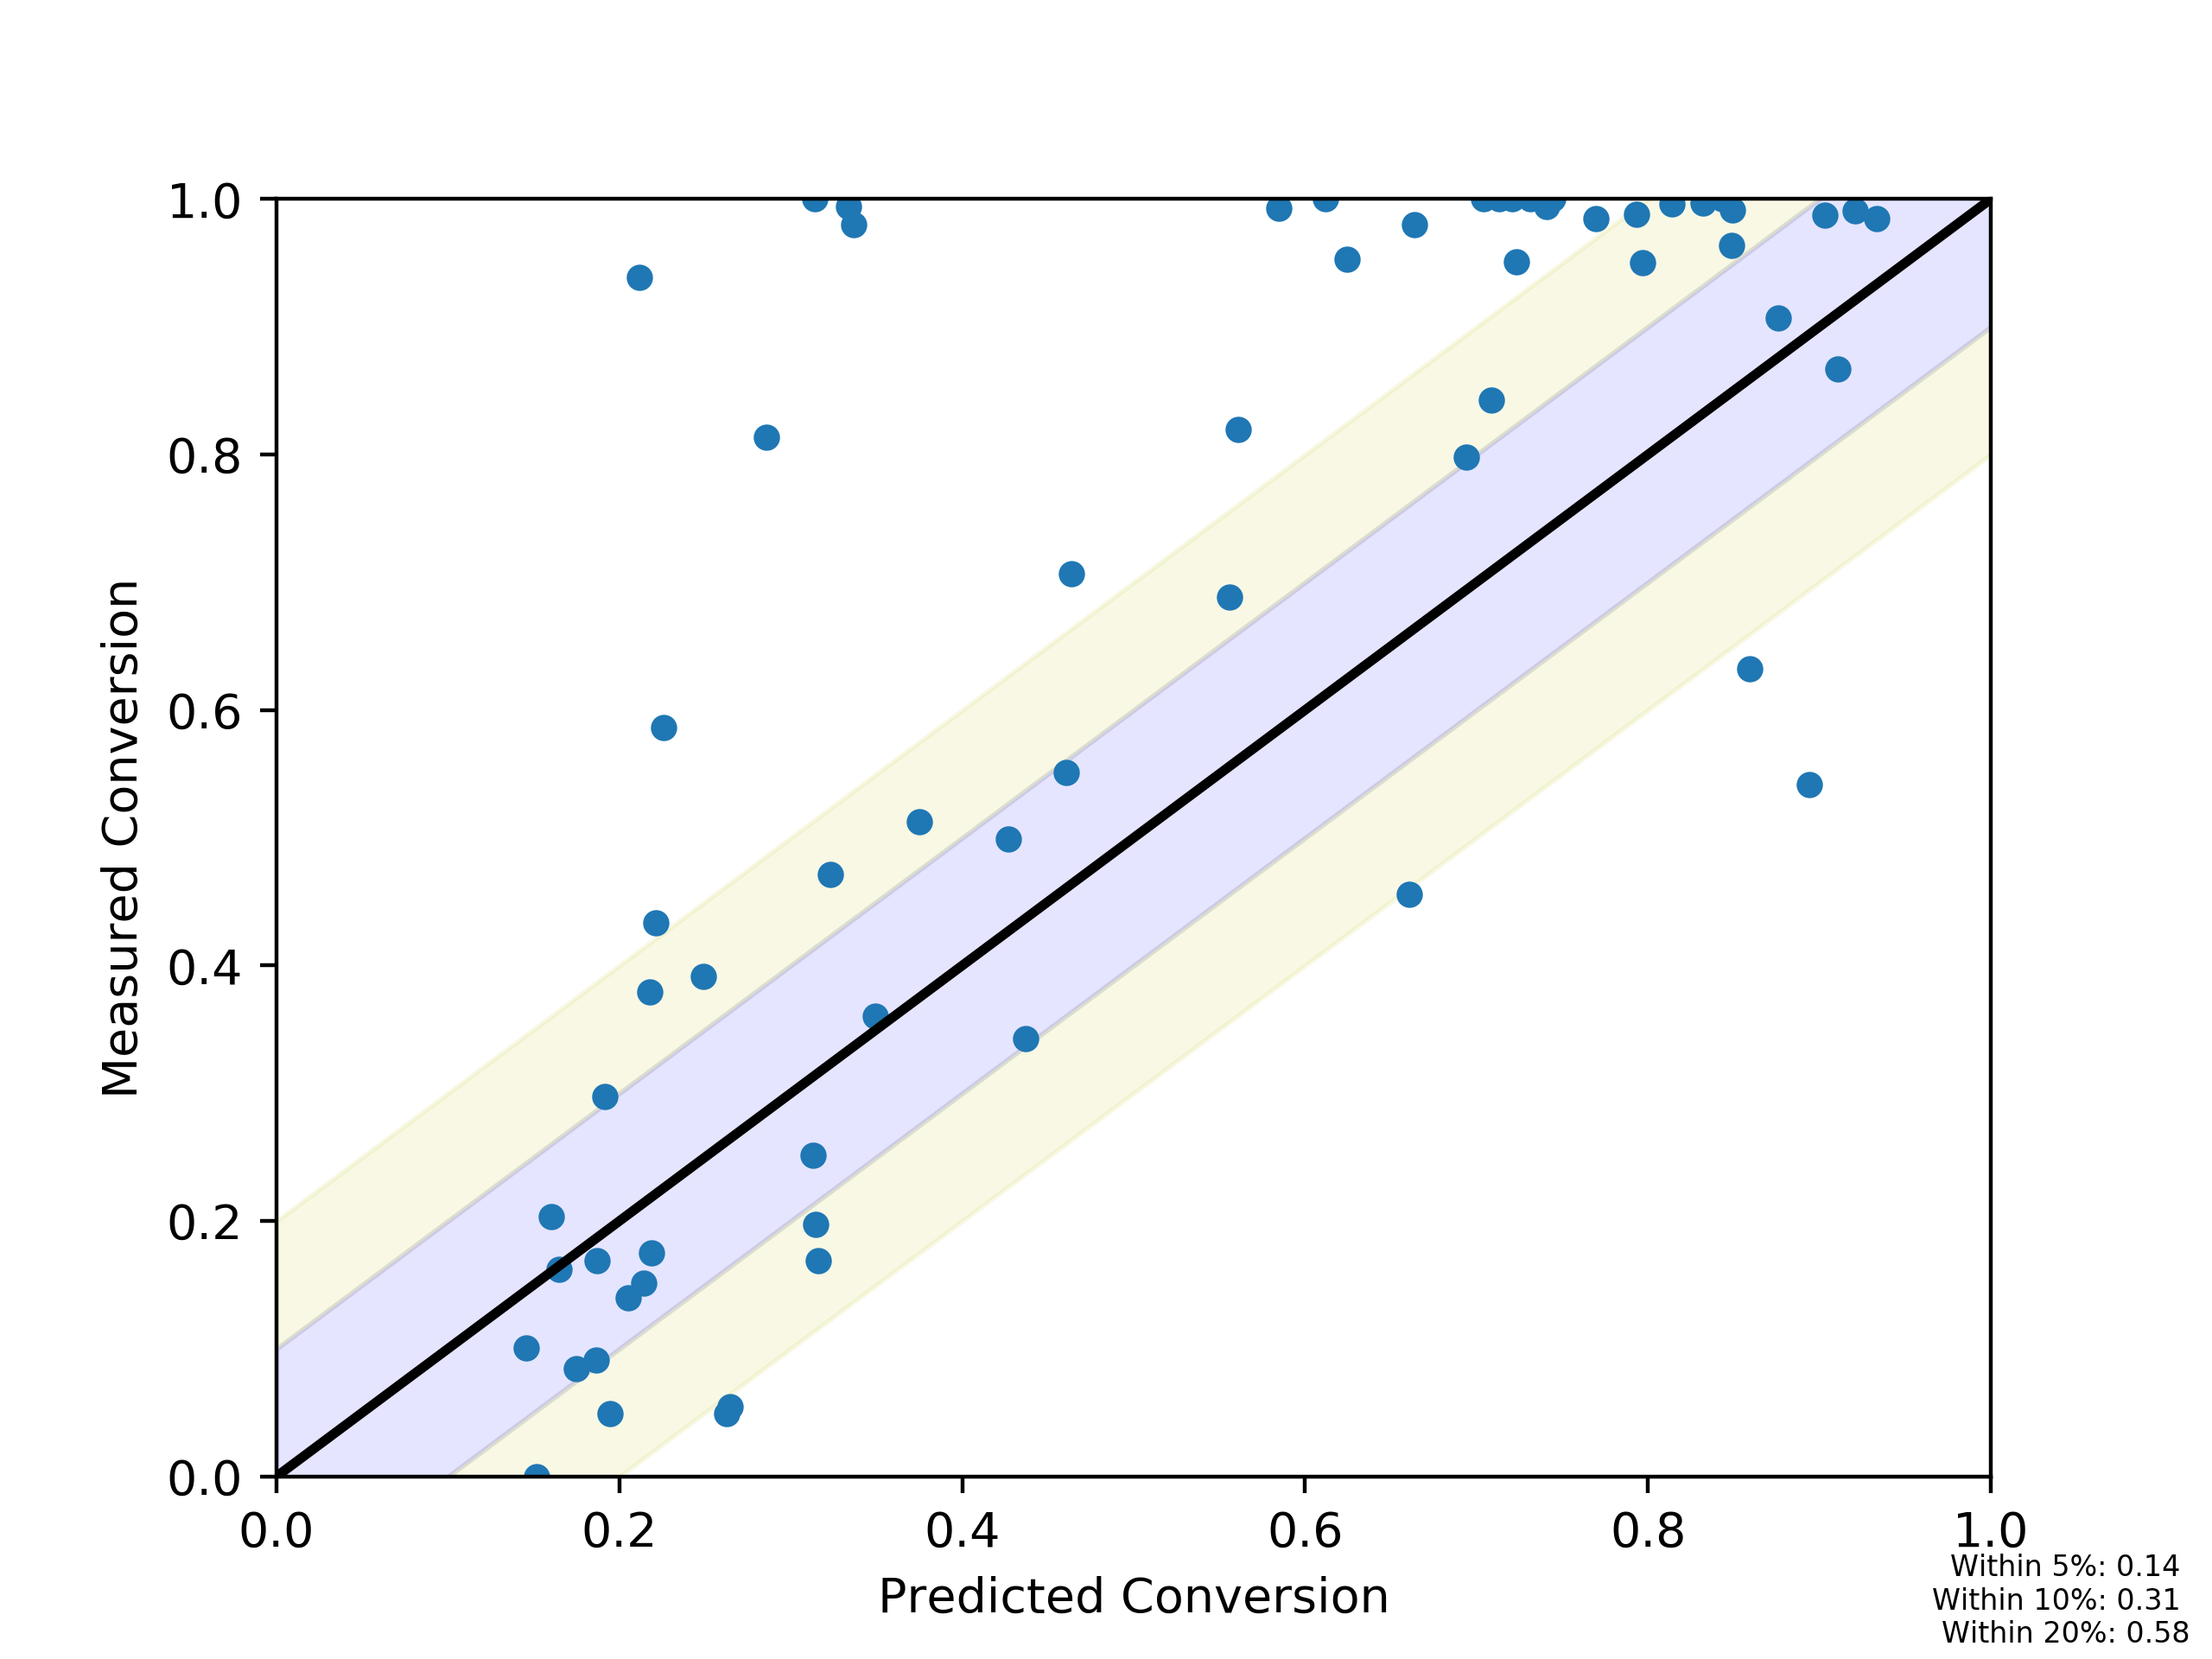 1.0
0.8
0.6
0.4
0.2
0.0
Measured Conversion
0.0 0.2 0.4 0.6 0.8 1.0
Predicted Conversion
Within 5%: 0.14
Within 10%: 0.31
Within 20%: 0.58